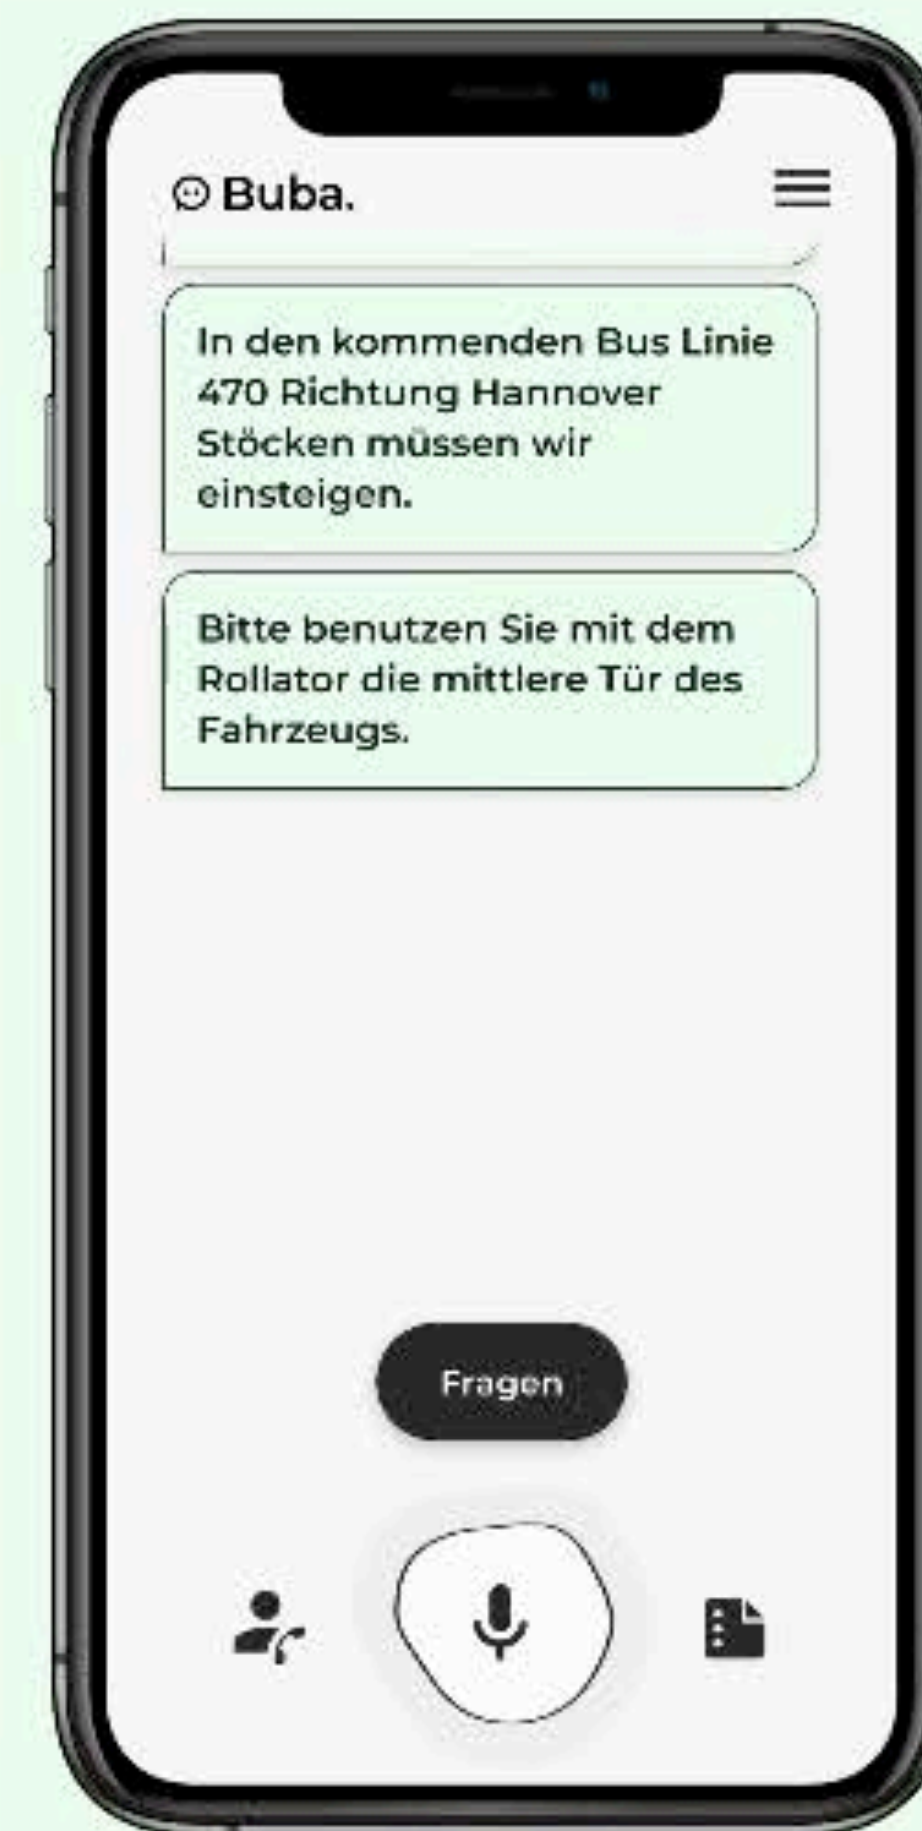 Buba.
In den kommenden Bus Linie
470 Richtung Hannover
Stöcken müssen wir
einsteigen.
Bitte benutzen Sie mit dem
Rollator die mittlere Tür des
Fahrzeugs.
Fragen